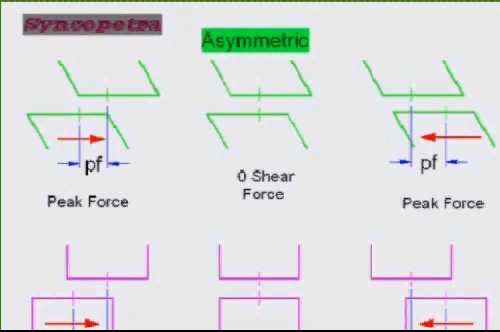 Syncopetra
Asymmetric
pf
Peak Force
0 Shear
Force
pf
Peak Force